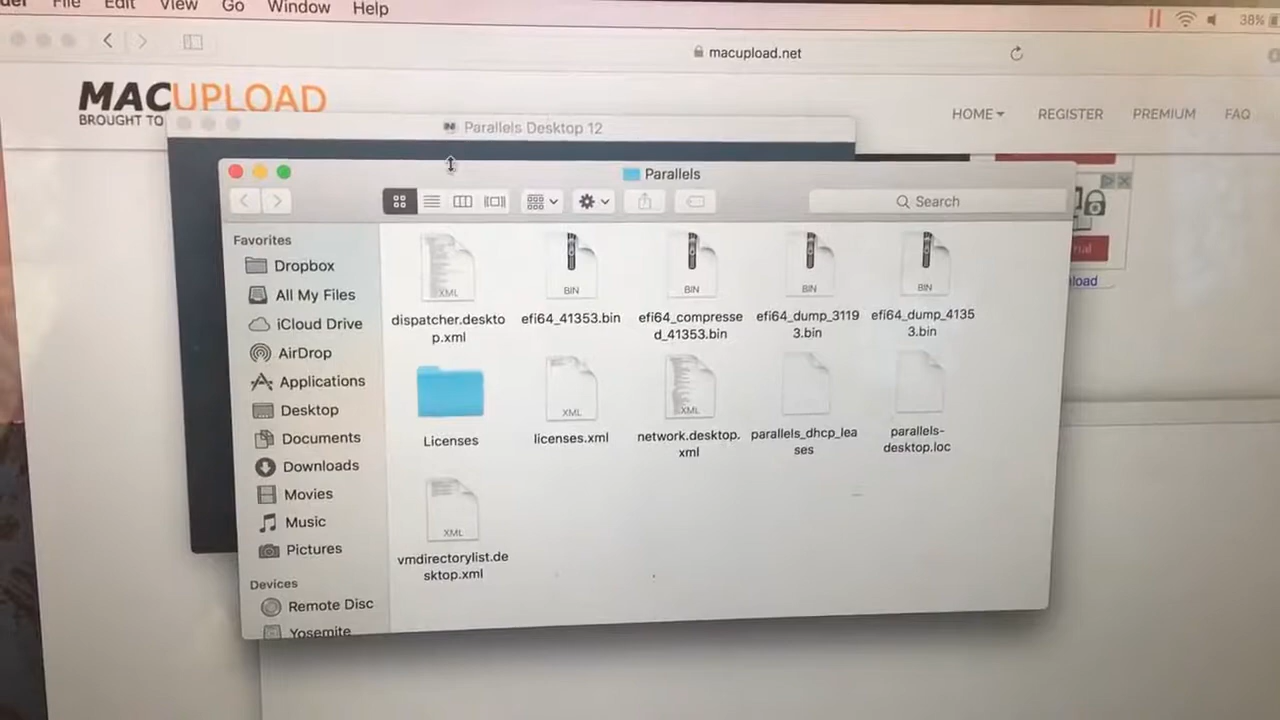 File Edit View Go Window Help
38%
macupload.net
MACUPLOAD
BROUGHT TO
HOME REGISTER PREMIUM FAQ
Parallels Desktop 12
Parallels
Search
Favorites
Dropbox
All My Files
iCloud Drive
AirDrop
Applications
Desktop
Documents
Downloads
Movies
Music
Pictures
Devices
Remote Disc
Yosemite
XML
dispatcher.deskto
p.xml
BIN
efi64_41353.bin
BIN
efi64_compresse
d_41353.bin
BIN
efi64_dump_3119
3.bin
BIN
efi64_dump_4135
3.bin
Licenses
XML
licenses.xml
XML
network.desktop.
xml
parallels_dhcp_lea
ses
parallels-
desktop.loc
XML
vmdirectorylist.de
sktop.xml